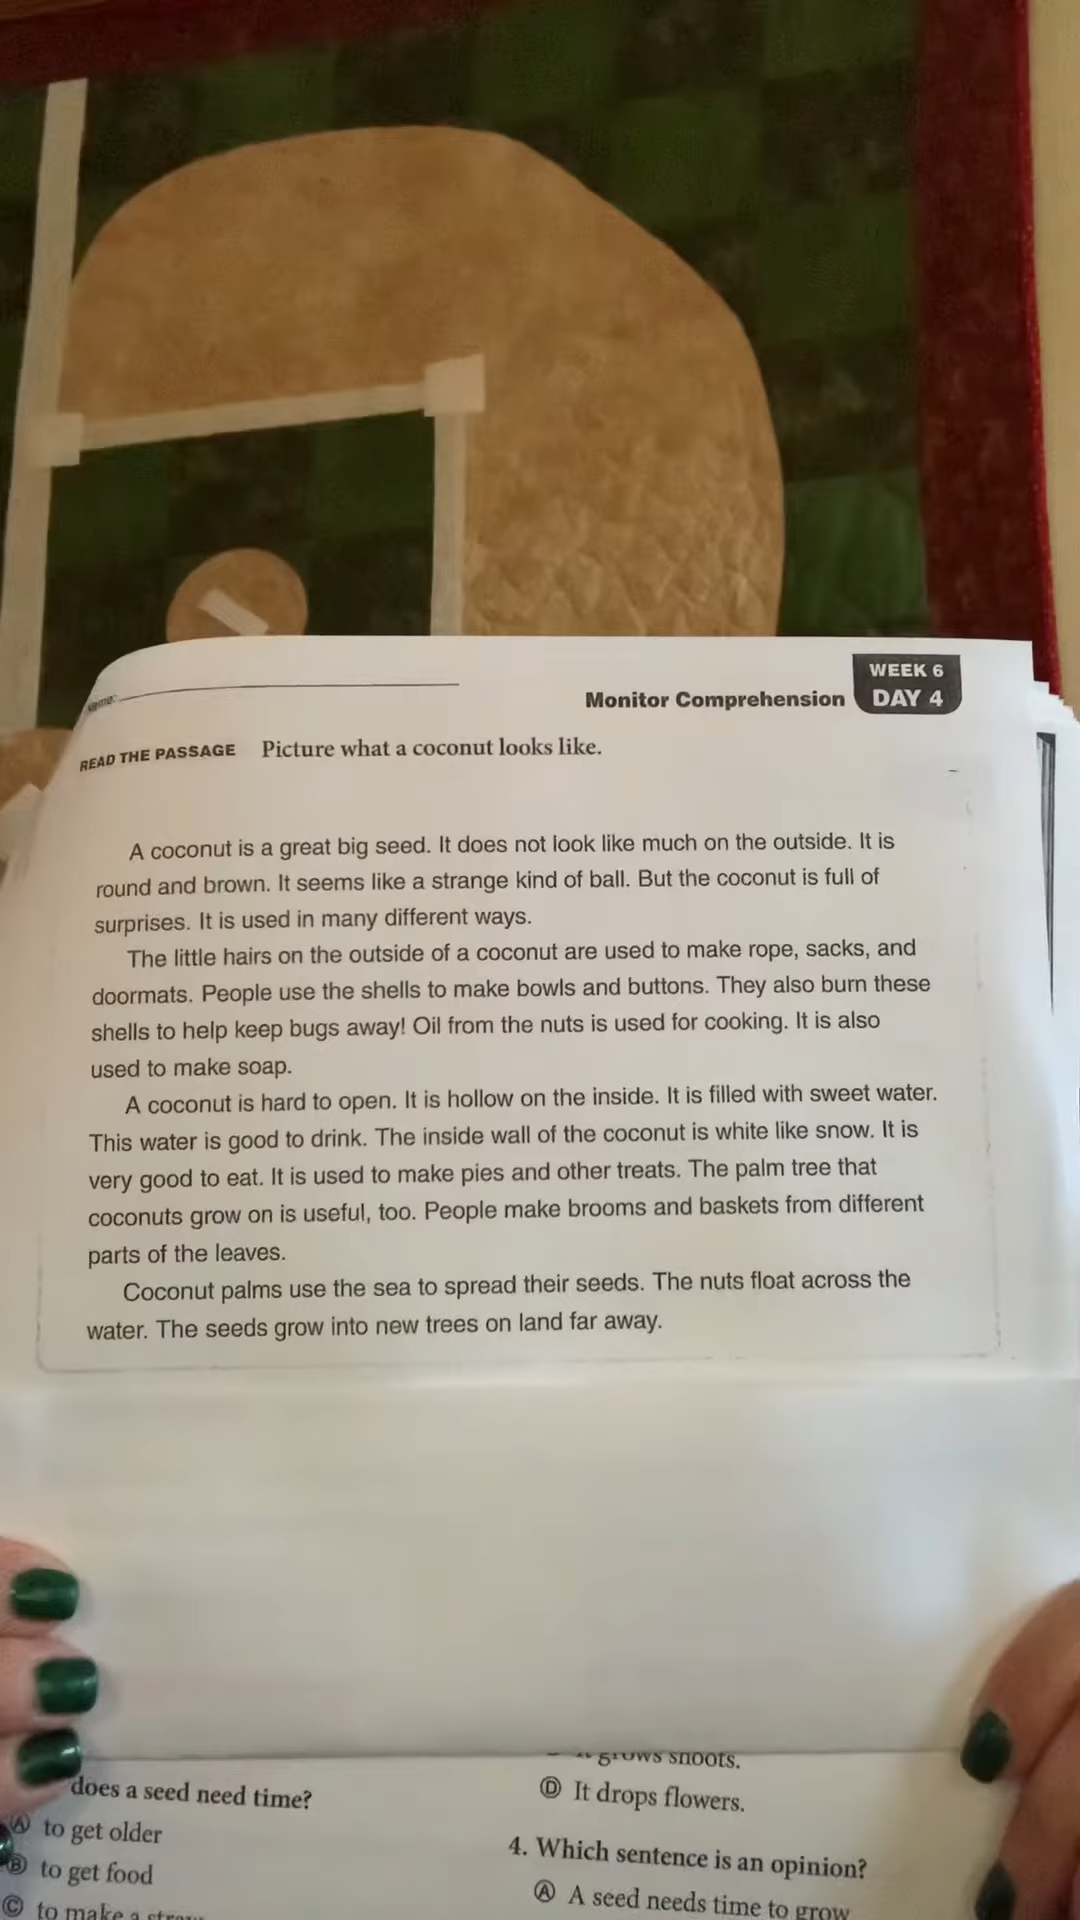 Name:
WEEK 6
Monitor Comprehension DAY 4
READ THE PASSAGE Picture what a coconut looks like.
A coconut is a great big seed. It does not look like much on the outside. It is
round and brown. It seems like a strange kind of ball. But the coconut is full of
surprises. It is used in many different ways.
The little hairs on the outside of a coconut are used to make rope, sacks, and
doormats. People use the shells to make bowls and buttons. They also burn these
shells to help keep bugs away! Oil from the nuts is used for cooking. It is also
used to make soap.
A coconut is hard to open. It is hollow on the inside. It is filled with sweet water.
This water is good to drink. The inside wall of the coconut is white like snow. It is
very good to eat. It is used to make pies and other treats. The palm tree that
coconuts grow on is useful, too. People make brooms and baskets from different
parts of the leaves.
Coconut palms use the sea to spread their seeds. The nuts float across the
water. The seeds grow into new trees on land far away.
does a seed need time?
A to get older
B to get food
C to make a
grows shoots.
D It drops flowers.
4. Which sentence is an opinion?
A A seed needs time to grow